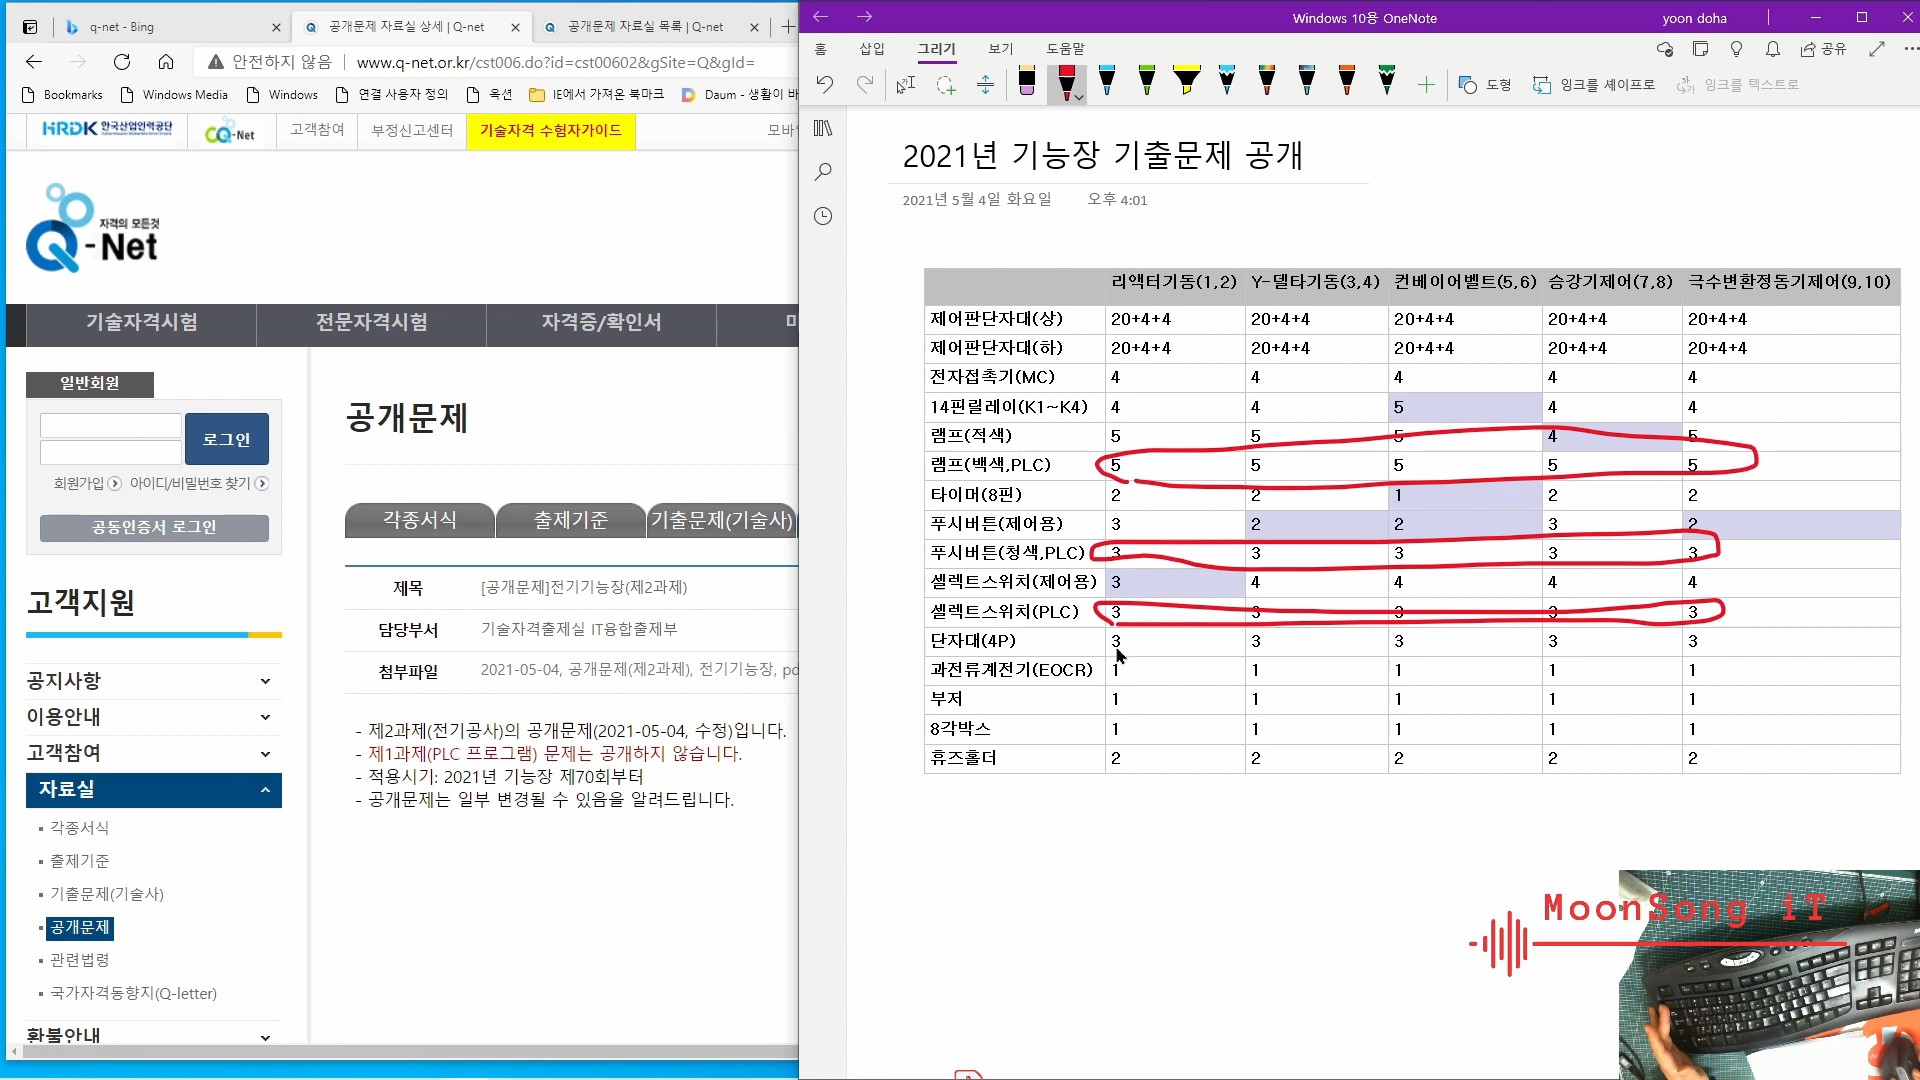 q-net - Bing
공개문제 자료실 상세 | Q-net
공개문제 자료실 목록 | Q-net
안전하지 않음
www.q-net.or.kr/cst006.do?id=cst00602&gSite=Q&gId=
Bookmarks
Windows Media
Windows
연결 사용자 정의
옥션
IE에서 가져온 북마크
Daum - 생활이 바
HRDK 한국산업인력공단
Q-Net
고객참여
부정신고센터
기술자격 수험자가이드
모바일
자격의 모든것
Q-Net
기술자격시험
전문자격시험
자격증/확인서
마
일반회원
로그인
회원가입
아이디/비밀번호 찾기
공동인증서 로그인
고객지원
공지사항
이용안내
고객참여
자료실
각종서식
출제기준
기출문제(기술사)
공개문제
관련법령
국가자격동향지(Q-letter)
환불안내
공개문제
각종서식
출제기준
기출문제(기술사)
제목 [공개문제]전기기능장(제2과제)
담당부서 기술자격출제실 IT융합출제부
첨부파일 2021-05-04, 공개문제(제2과제), 전기기능장, pd
- 제2과제(전기공사)의 공개문제(2021-05-04, 수정)입니다.
- 제1과제(PLC 프로그램) 문제는 공개하지 않습니다.
- 적용시기: 2021년 기능장 제70회부터
- 공개문제는 일부 변경될 수 있음을 알려드립니다.
Windows 10용 OneNote
yoon doha
홈 삽입 그리기 보기 도움말
공유
도형
잉크를 셰이프로
잉크를 텍스트로
2021년 기능장 기출문제 공개
2021년 5월 4일 화요일 오후 4:01
리액터기동(1,2) Y-델타기동(3,4) 컨베이어벨트(5,6) 승강기제어(7,8) 극수변환정동기제어(9,10)
제어판단자대(상) 20+4+4 20+4+4 20+4+4 20+4+4 20+4+4
제어판단자대(하) 20+4+4 20+4+4 20+4+4 20+4+4 20+4+4
전자접촉기(MC) 4 4 4 4 4
14핀릴레이(K1~K4) 4 4 5 4 4
램프(적색) 5 5 5 4 5
램프(백색,PLC) 5 5 5 5 5
타이머(8핀) 2 2 1 2 2
푸시버튼(제어용) 3 2 2 3 2
푸시버튼(청색,PLC) 3 3 3 3 3
셀렉트스위치(제어용) 3 4 4 4 4
셀렉트스위치(PLC) 3 3 3 3 3
단자대(4P) 3 3 3 3 3
과전류계전기(EOCR) 1 1 1 1 1
부저 1 1 1 1 1
8각박스 1 1 1 1 1
휴즈홀더 2 2 2 2 2
MoonSong iT